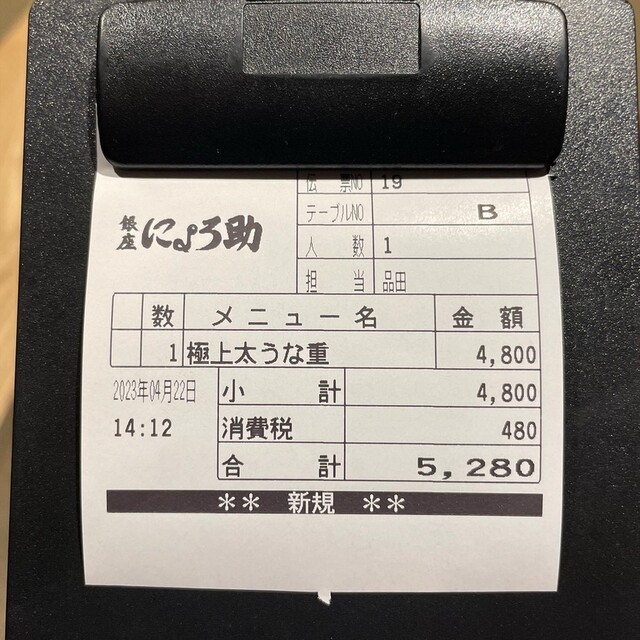 伝票NO 19
テーブルNO B
銀座 にょろ助
人数 1
担当 品田
数 メニュー名 金額
1 極上太うな重 4,800
2023年04月22日 小計 4,800
14:12 消費税 480
合計 5,280
** 新規 **